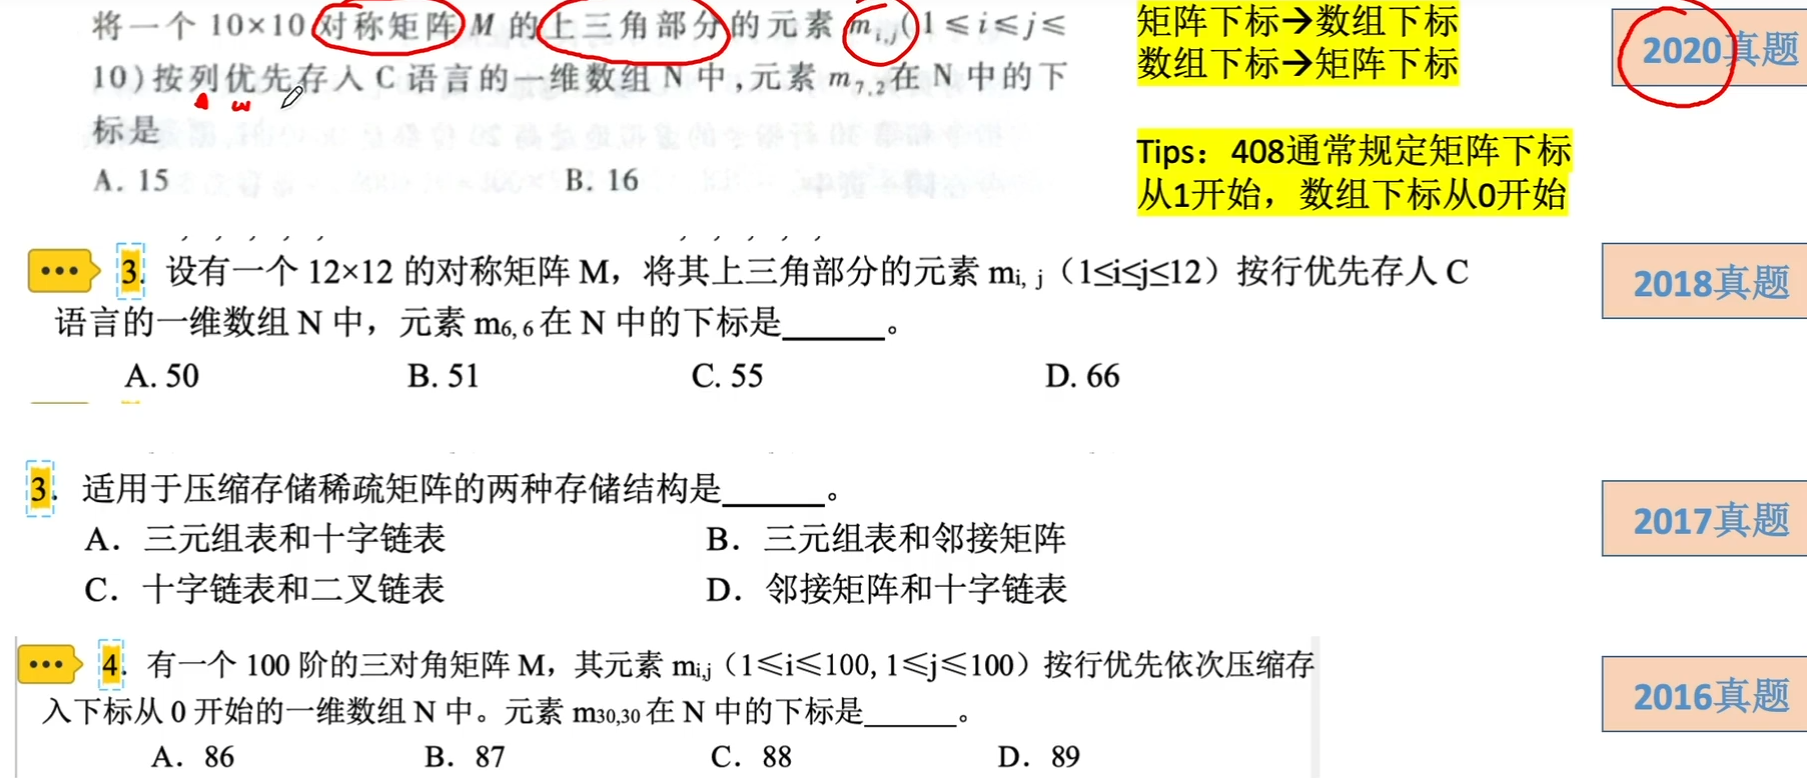 将一个 10×10 对称矩阵 M 的上三角部分的元素 m_{i,j}(1≤i≤j≤
10)按列优先存入 C 语言的一维数组 N 中,元素 m_{7,2}在 N 中的下
标是
A. 15 B. 16
矩阵下标→数组下标
数组下标→矩阵下标
2020真题
Tips：408通常规定矩阵下标
从1开始，数组下标从0开始
3. 设有一个 12×12 的对称矩阵 M，将其上三角部分的元素 m_{i, j}（1≤i≤j≤12）按行优先存人 C
语言的一维数组 N 中，元素 m_{6, 6} 在 N 中的下标是______。
A. 50 B. 51 C. 55 D. 66
2018真题
3. 适用于压缩存储稀疏矩阵的两种存储结构是______。
A．三元组表和十字链表 B．三元组表和邻接矩阵
C．十字链表和二叉链表 D．邻接矩阵和十字链表
2017真题
4. 有一个 100 阶的三对角矩阵 M，其元素 m_{i,j}（1≤i≤100, 1≤j≤100）按行优先依次压缩存
入下标从 0 开始的一维数组 N 中。元素 m_{30,30} 在 N 中的下标是______。
A．86 B．87 C．88 D．89
2016真题